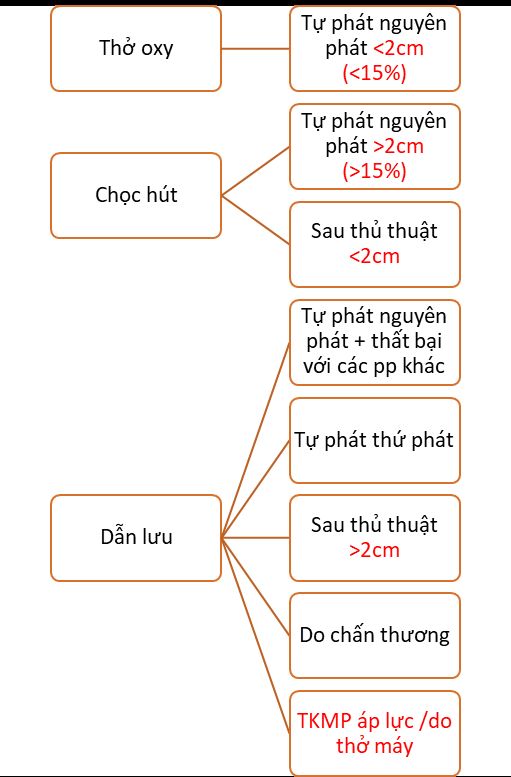 Thở oxy
Tự phát nguyên
phát <2cm
(<15%)
Chọc hút
Tự phát nguyên
phát >2cm
(>15%)
Sau thủ thuật
<2cm
Dẫn lưu
Tự phát nguyên
phát + thất bại
với các pp khác
Tự phát thứ phát
Sau thủ thuật
>2cm
Do chấn thương
TKMP áp lực /do
thở máy